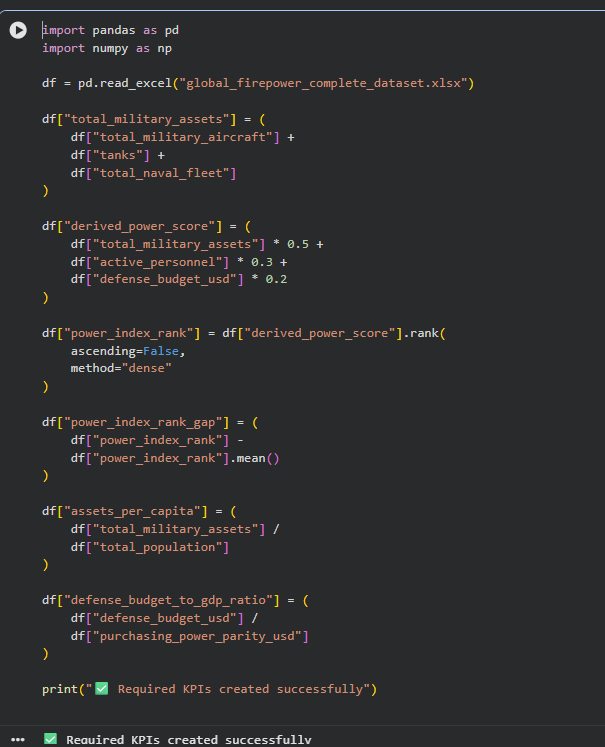 import pandas as pd
import numpy as np
df = pd.read_excel("global_firepower_complete_dataset.xlsx")
df["total_military_assets"] = (
df["total_military_aircraft"] +
df["tanks"] +
df["total_naval_fleet"]
)
df["derived_power_score"] = (
df["total_military_assets"] * 0.5 +
df["active_personnel"] * 0.3 +
df["defense_budget_usd"] * 0.2
)
df["power_index_rank"] = df["derived_power_score"].rank(
ascending=False,
method="dense"
)
df["power_index_rank_gap"] = (
df["power_index_rank"] -
df["power_index_rank"].mean()
)
df["assets_per_capita"] = (
df["total_military_assets"] /
df["total_population"]
)
df["defense_budget_to_gdp_ratio"] = (
df["defense_budget_usd"] /
df["purchasing_power_parity_usd"]
)
print("✅ Required KPIs created successfully")
✅ Required KPIs created successfully